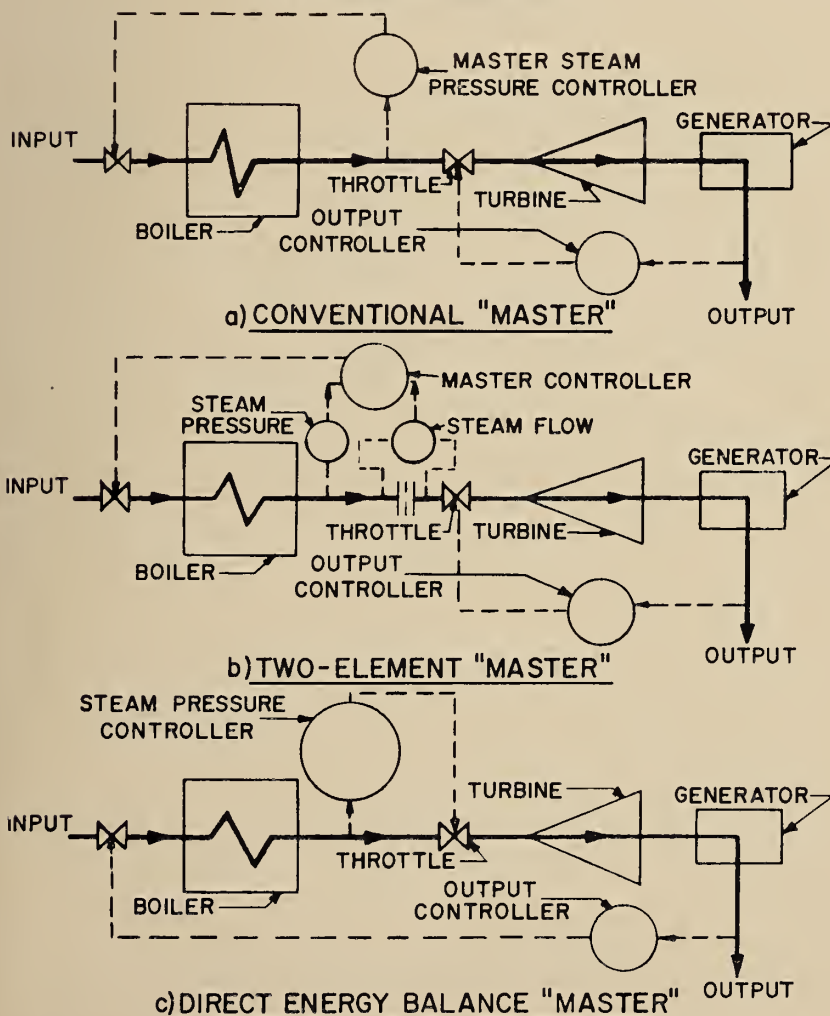 MASTER STEAM
PRESSURE CONTROLLER
INPUT
GENERATOR
THROTTLE
TURBINE
BOILER
OUTPUT
CONTROLLER
OUTPUT
a) CONVENTIONAL "MASTER"
MASTER CONTROLLER
STEAM
PRESSURE
STEAM FLOW
INPUT
GENERATOR
THROTTLE
TURBINE
BOILER
OUTPUT
CONTROLLER
OUTPUT
b) TWO-ELEMENT "MASTER"
STEAM PRESSURE
CONTROLLER
TURBINE
GENERATOR
INPUT
THROTTLE
BOILER
OUTPUT
CONTROLLER
OUTPUT
c) DIRECT ENERGY BALANCE "MASTER"